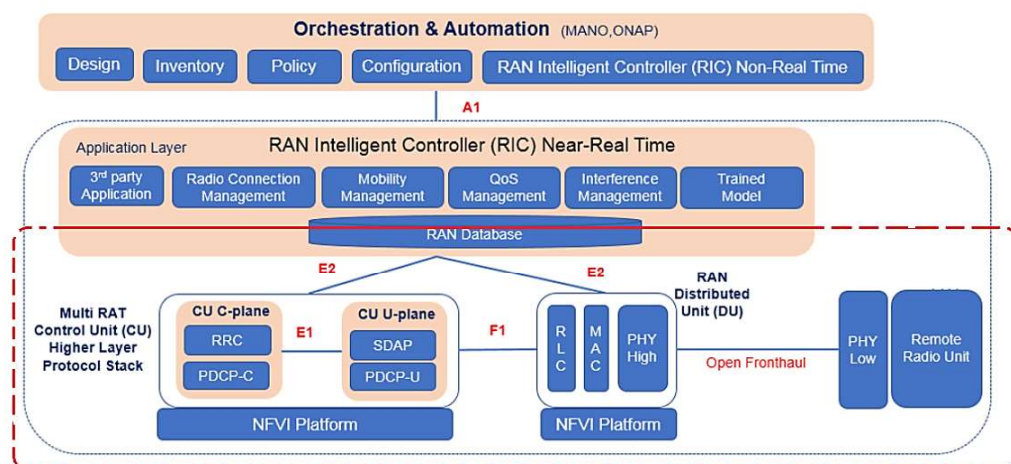 Orchestration & Automation (MANO,ONAP)
Design
Inventory
Policy
Configuration
RAN Intelligent Controller (RIC) Non-Real Time
A1
Application Layer
RAN Intelligent Controller (RIC) Near-Real Time
3rd party
Application
Radio Connection
Management
Mobility
Management
QoS
Management
Interference
Management
Trained
Model
RAN Database
E2
E2
Multi RAT
Control Unit (CU)
Higher Layer
Protocol Stack
CU C-plane
RRC
PDCP-C
E1
CU U-plane
SDAP
PDCP-U
NFVI Platform
F1
RAN
Distributed
Unit (DU)
RLC
MAC
PHY
High
NFVI Platform
Open Fronthaul
PHY
Low
Remote
Radio Unit